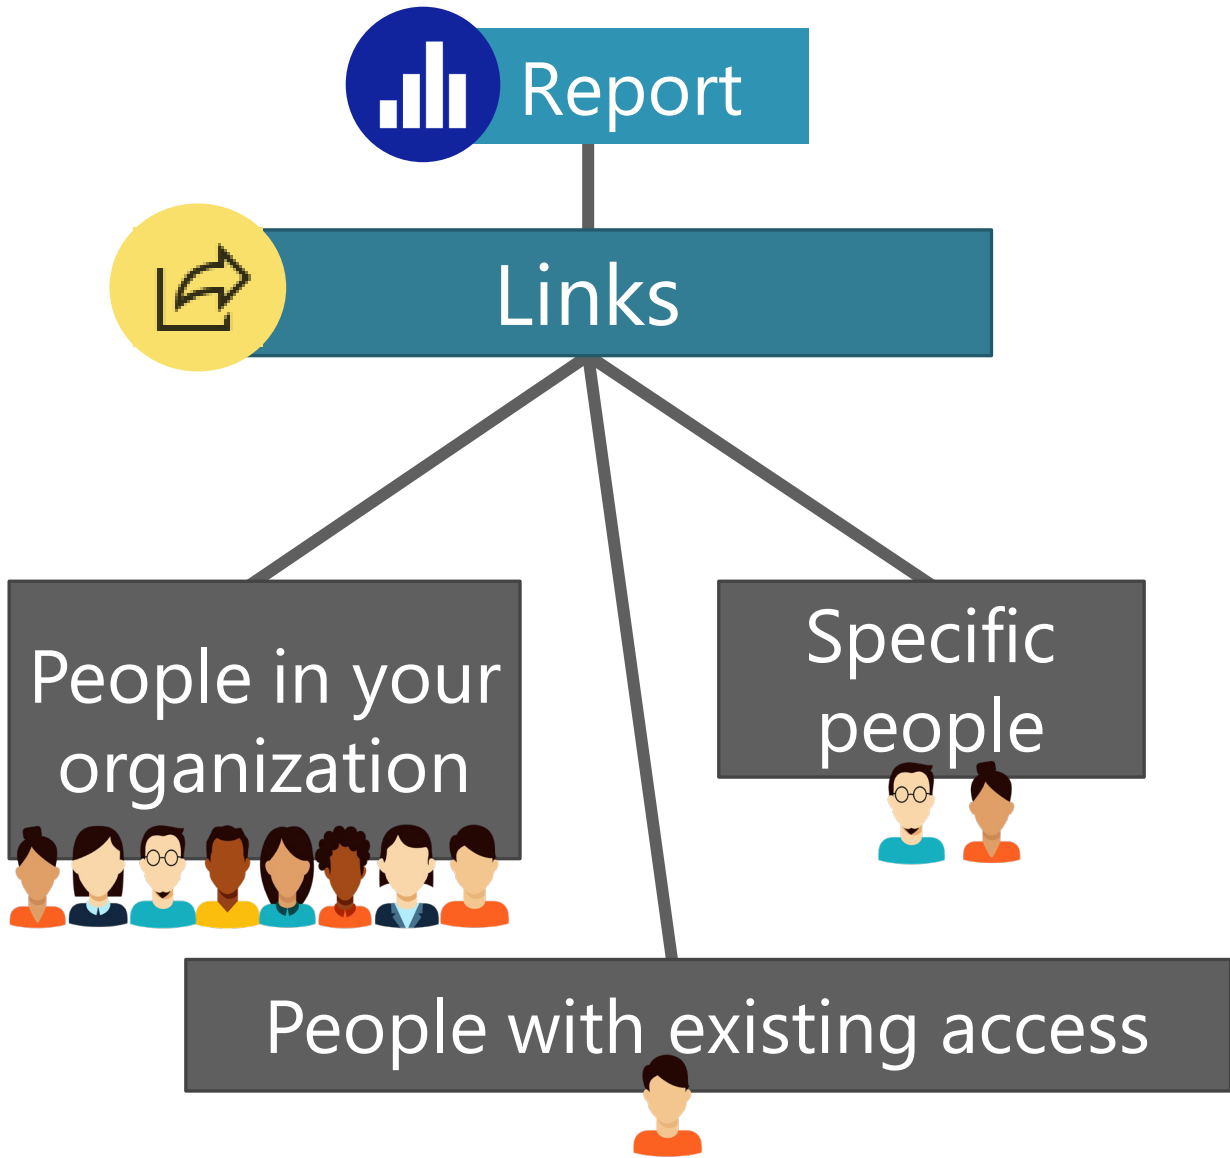 Report
Links
People in your
organization
Specific
people
People with existing access